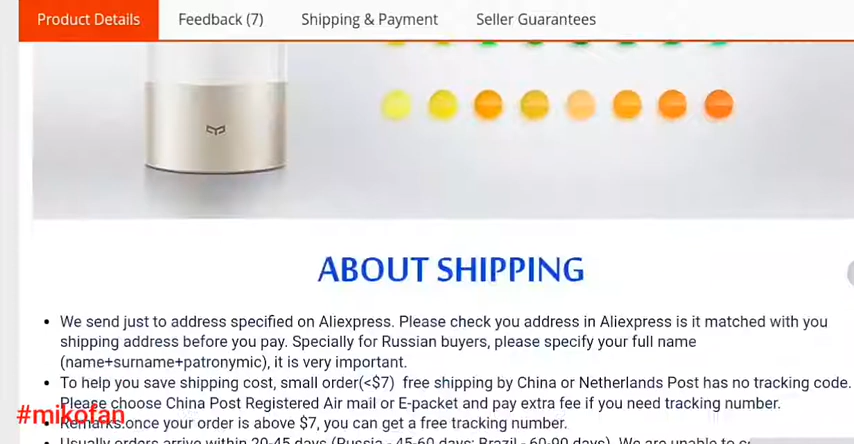 Product Details Feedback (7) Shipping & Payment Seller Guarantees
ABOUT SHIPPING
• We send just to address specified on Aliexpress. Please check you address in Aliexpress is it matched with you
shipping address before you pay. Specially for Russian buyers, please specify your full name
(name+surname+patronymic), it is very important.
• To help you save shipping cost, small order(<$7) free shipping by China or Netherlands Post has no tracking code.
Please choose China Post Registered Air mail or E-packet and pay extra fee if you need tracking number.
#mikofan
• Remarks:once your order is above $7, you can get a free tracking number.
• Usually orders arrive within 20-45 days (Russia - 45-60 days; Brazil - 60-90 days). We are unable to